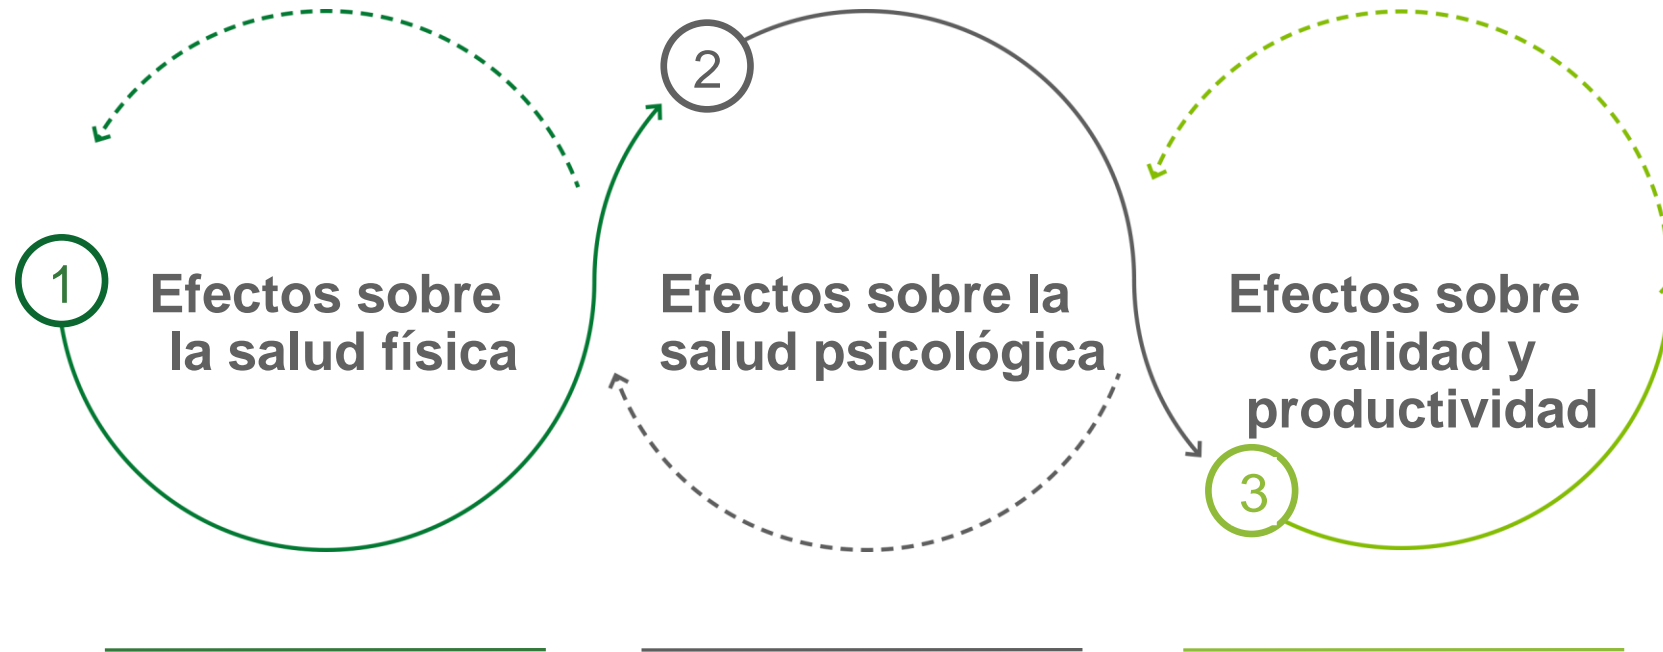 1
Efectos sobre
la salud física
2
Efectos sobre la
salud psicológica
Efectos sobre
calidad y
productividad
3